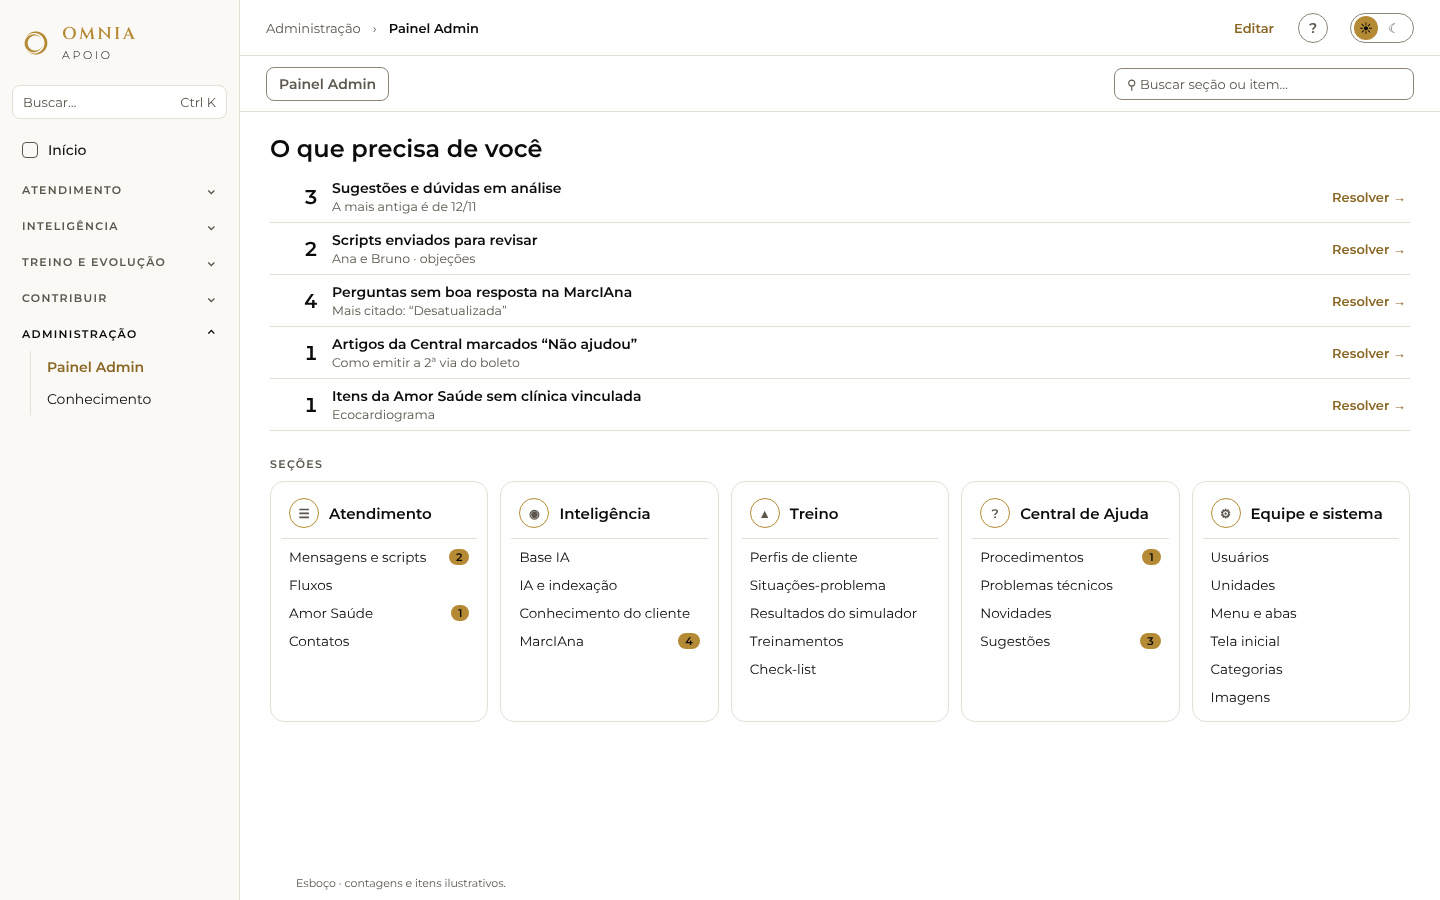 OMNIA
APOIO
Buscar... Ctrl K
Início
ATENDIMENTO
INTELIGÊNCIA
TREINO E EVOLUÇÃO
CONTRIBUIR
ADMINISTRAÇÃO
Painel Admin
Conhecimento
Administração › Painel Admin
Editar ?
Painel Admin
Buscar seção ou item...
O que precisa de você
3 Sugestões e dúvidas em análise
A mais antiga é de 12/11
Resolver →
2 Scripts enviados para revisar
Ana e Bruno · objeções
Resolver →
4 Perguntas sem boa resposta na MarcIAna
Mais citado: “Desatualizada”
Resolver →
1 Artigos da Central marcados “Não ajudou”
Como emitir a 2ª via do boleto
Resolver →
1 Itens da Amor Saúde sem clínica vinculada
Ecocardiograma
Resolver →
SEÇÕES
Atendimento
Mensagens e scripts 2
Fluxos
Amor Saúde 1
Contatos
Inteligência
Base IA
IA e indexação
Conhecimento do cliente
MarcIAna 4
Treino
Perfis de cliente
Situações-problema
Resultados do simulador
Treinamentos
Check-list
? Central de Ajuda
Procedimentos 1
Problemas técnicos
Novidades
Sugestões 3
Equipe e sistema
Usuários
Unidades
Menu e abas
Tela inicial
Categorias
Imagens
Esboço · contagens e itens ilustrativos.